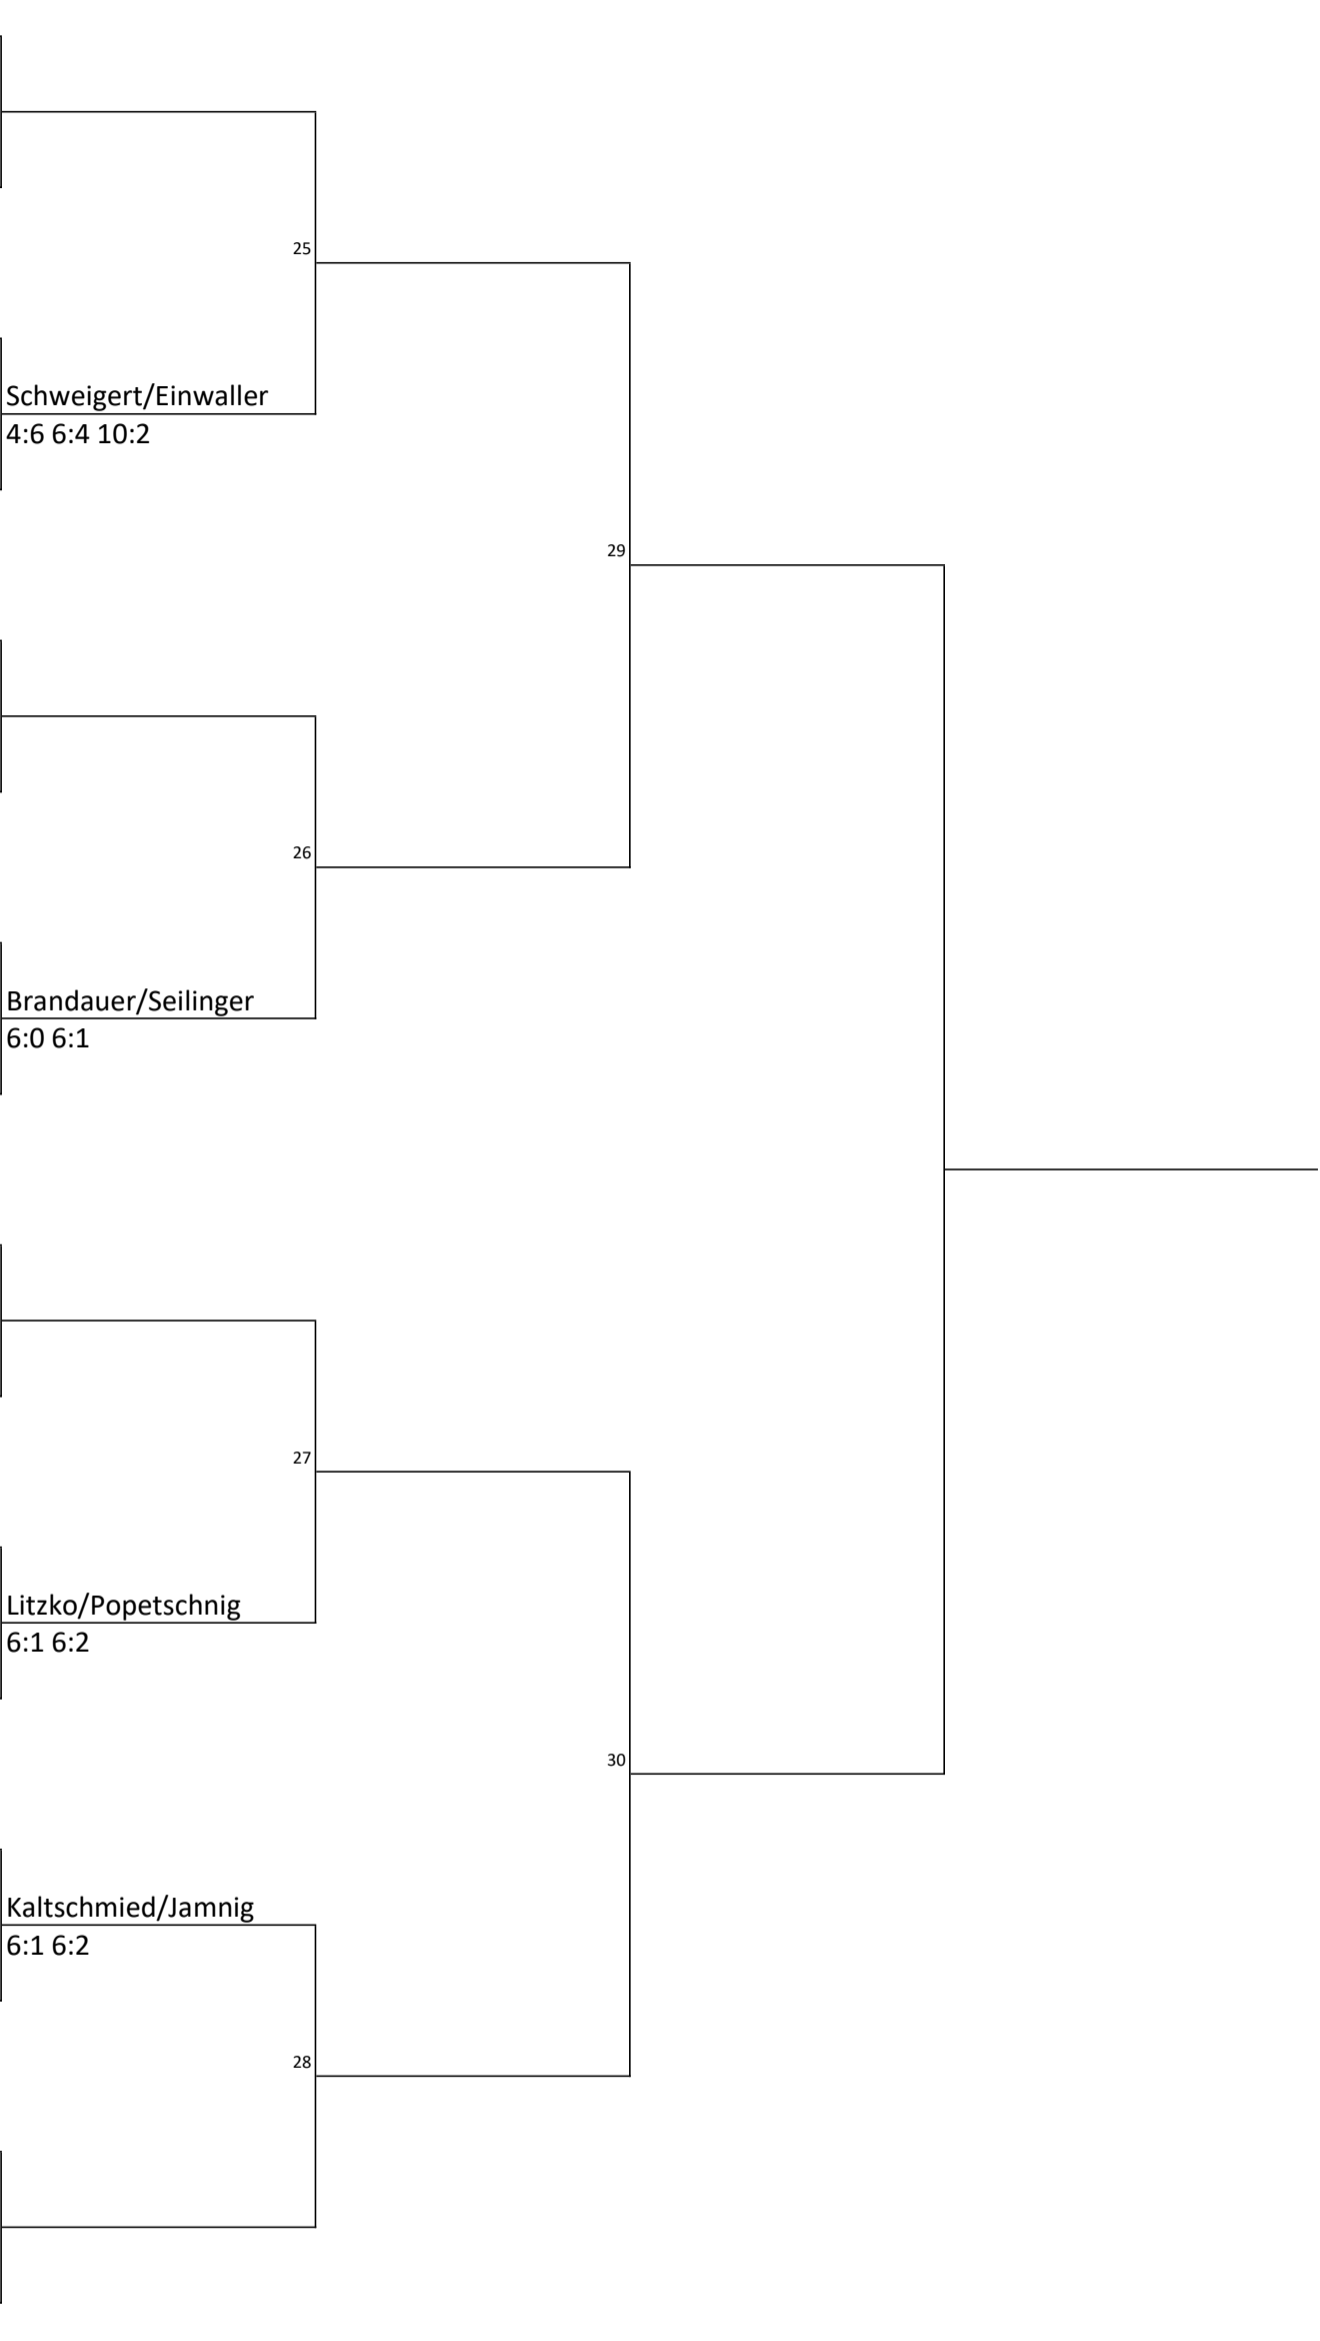 25
Schweigert/Einwaller
4:6 6:4 10:2
29
26
Brandauer/Seilinger
6:0 6:1
27
Litzko/Popetschnig
6:1 6:2
30
Kaltschmied/Jamnig
6:1 6:2
28